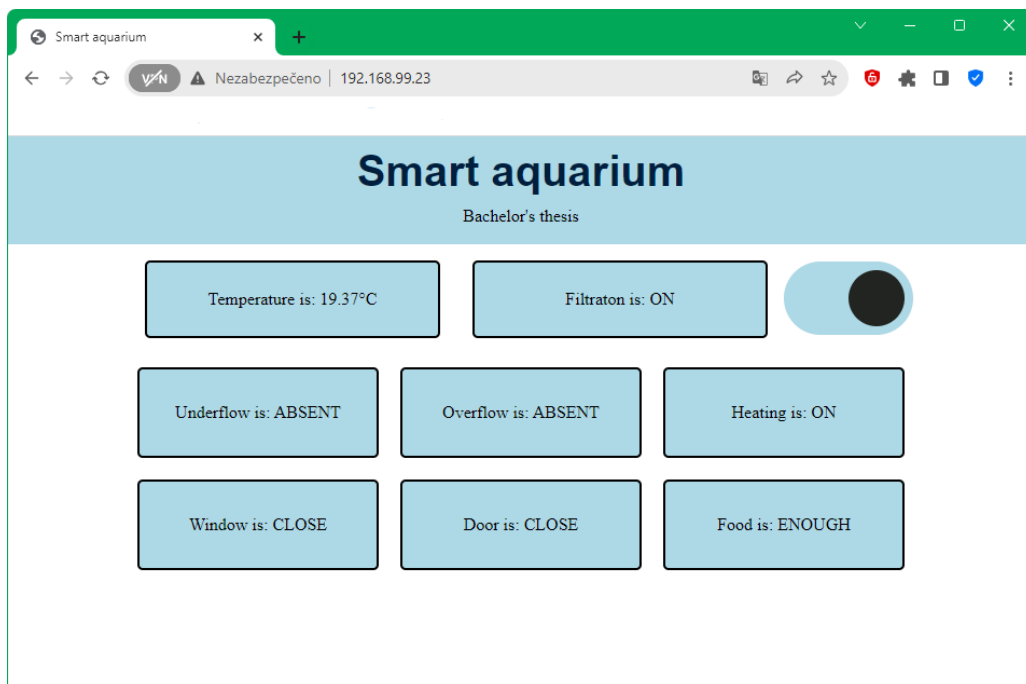 Smart aquarium
VPN Nezabezpečeno 192.168.99.23
Smart aquarium
Bachelor's thesis
Temperature is: 19.37°C
Filtraton is: ON
Underflow is: ABSENT
Overflow is: ABSENT
Heating is: ON
Window is: CLOSE
Door is: CLOSE
Food is: ENOUGH